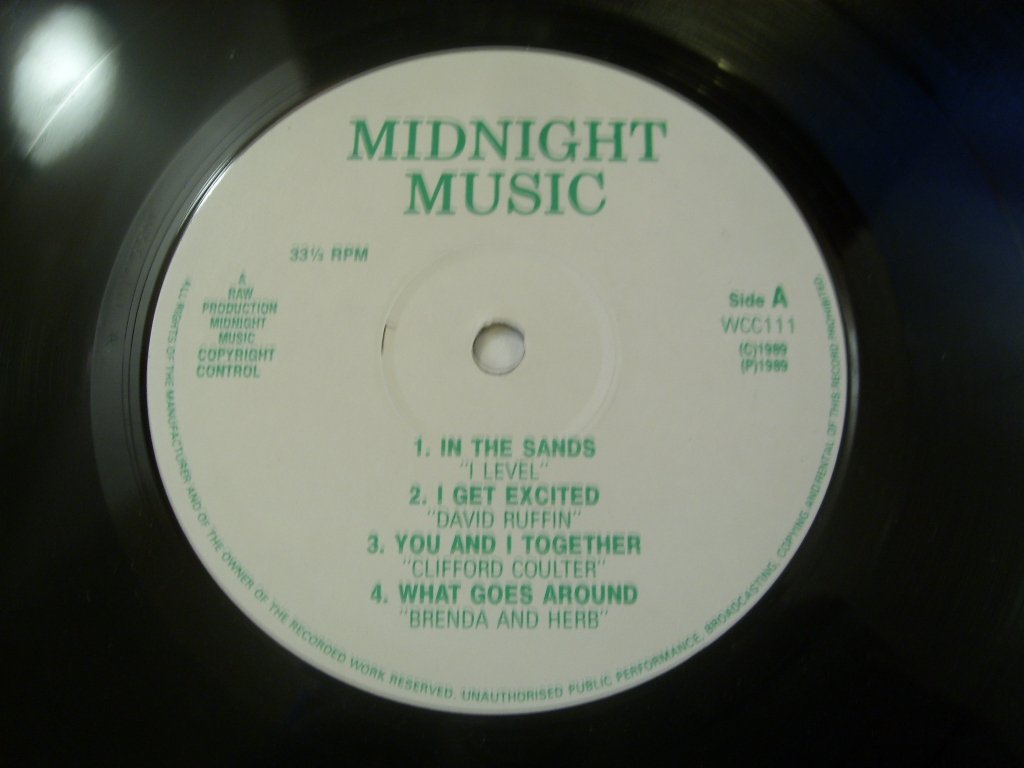 MIDNIGHT
MUSIC
33⅓ RPM
A
RAW
PRODUCTION
MIDNIGHT
MUSIC
COPYRIGHT
CONTROL
Side A
WCC111
(C)1989
(P)1989
1. IN THE SANDS
"I LEVEL"
2. I GET EXCITED
"DAVID RUFFIN"
3. YOU AND I TOGETHER
"CLIFFORD COULTER"
4. WHAT GOES AROUND
"BRENDA AND HERB"
ALL RIGHTS OF THE MANUFACTURER AND OF THE OWNER OF THE RECORDED WORK RESERVED. UNAUTHORISED PUBLIC PERFORMANCE, BROADCASTING, COPYING AND RENTAL OF THIS RECORD PROHIBITED